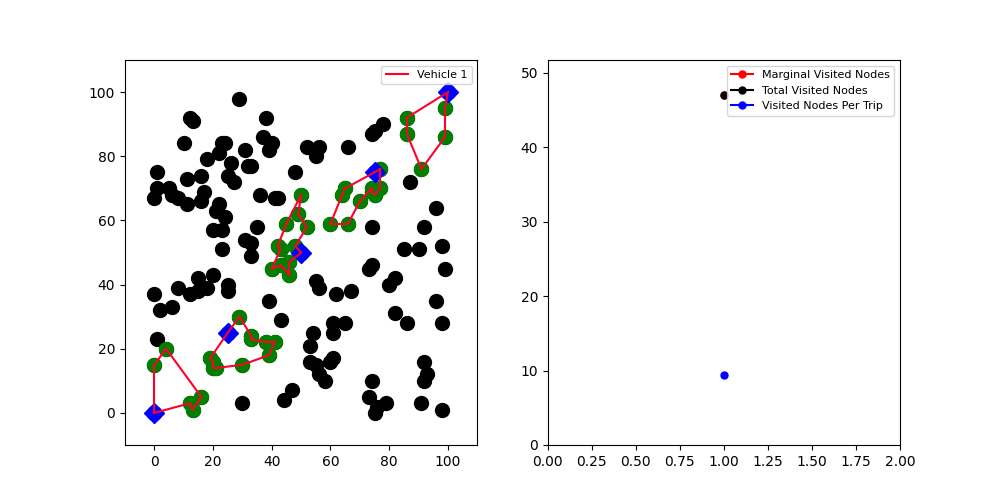 Vehicle 1
100
80
60
40
20
0
0 20 40 60 80 100
Marginal Visited Nodes
Total Visited Nodes
Visited Nodes Per Trip
50
40
30
20
10
0
0.00 0.25 0.50 0.75 1.00 1.25 1.50 1.75 2.00